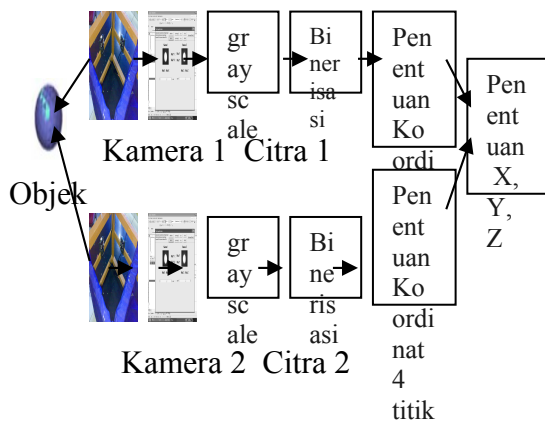 gr
ay
sc
ale
Bi
ner
isa
si
Pen
ent
uan
Ko
ordi
Pen
ent
uan
X,
Y,
Z
Kamera 1 Citra 1
Objek
gr
ay
sc
ale
Bi
neris
asi
Pen
ent
uan
Ko
ordi
nat
4
titik
Kamera 2 Citra 2